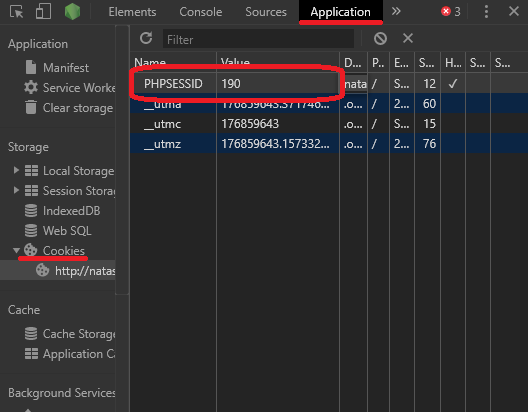 Elements Console Sources Application » 3
Application
Manifest
Service Worke
Clear storage
Storage
Local Storage
Session Storag
IndexedDB
Web SQL
Cookies
http://natas
Cache
Cache Storage
Application Ca
Background Services
Filter
Name Value D... P.. E... S... H... S... S...
PHPSESSID 190 nata / S... 12 ✓
__utma 176859643.371746... .o... / 2... 60
__utmc 176859643 .o... / S... 15
__utmz 176859643.157332... .o... / 2... 76